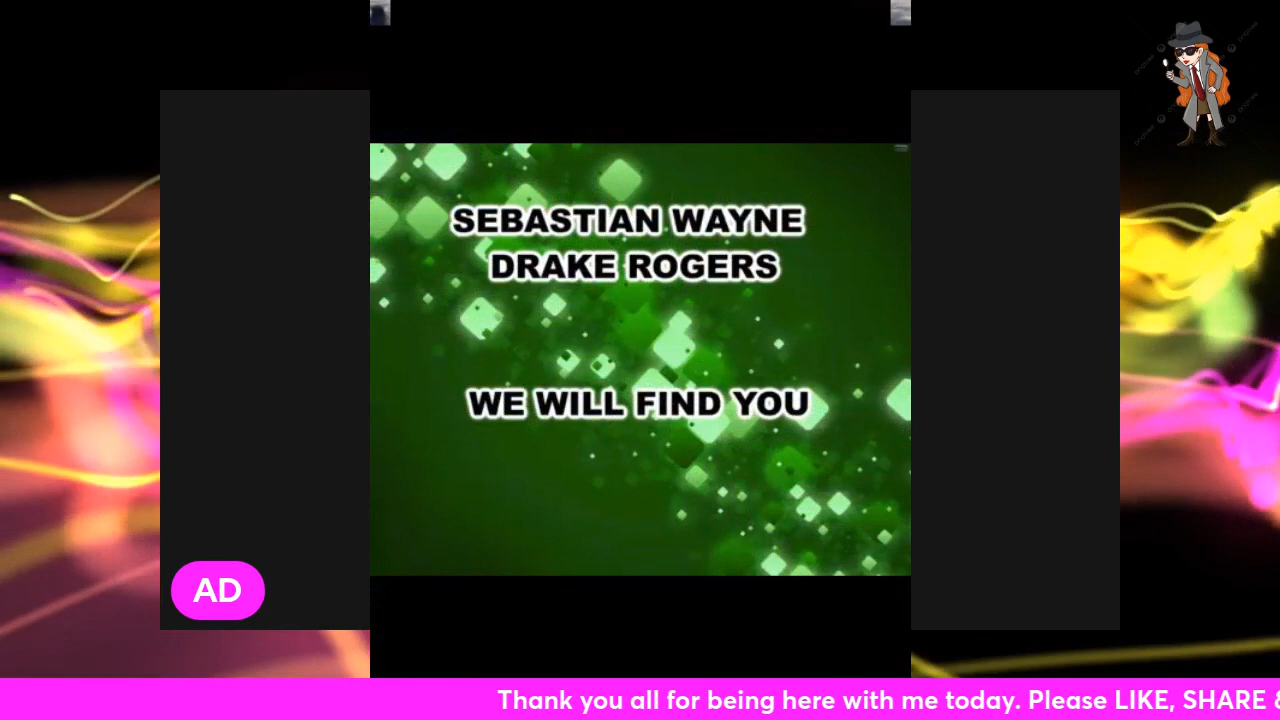 SEBASTIAN WAYNE
DRAKE ROGERS
WE WILL FIND YOU
AD
Thank you all for being here with me today. Please LIKE, SHARE &